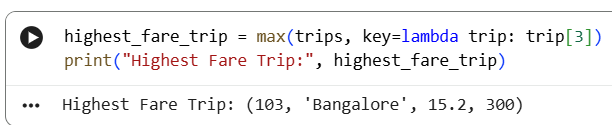 highest_fare_trip = max(trips, key=lambda trip: trip[3])
print("Highest Fare Trip:", highest_fare_trip)
Highest Fare Trip: (103, 'Bangalore', 15.2, 300)